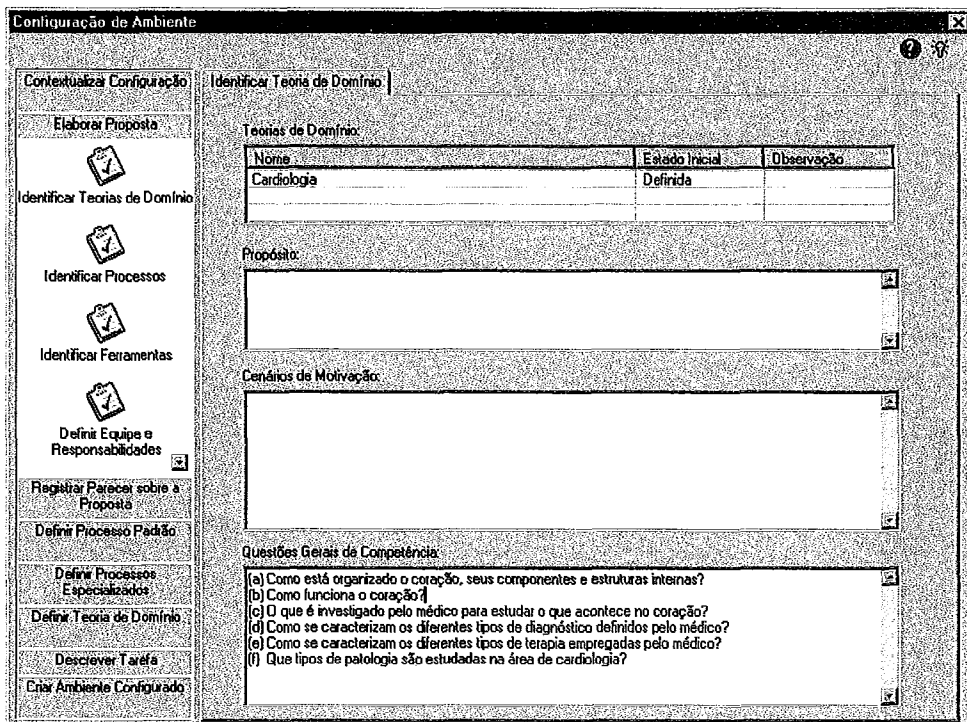 Configuração de Ambiente
Contextualizar Configuração
Elaborar Proposta
Identificar Teorias de Domínio
Identificar Processos
Identificar Ferramentas
Definir Equipe e
Responsabilidades
Registrar Parecer sobre a
Proposta
Definir Processo Padrão
Definir Processos
Especializados
Definir Teoria de Domínio
Descrever Tarefa
Criar Ambiente Configurado
Identificar Teoria de Domínio
Teorias de Domínio:
Nome Estado Inicial Observação
Cardiologia Definida
Propósito:
Cenários de Motivação:
Questões Gerais de Competência:
(a) Como está organizado o coração, seus componentes e estruturas internas?
(b) Como funciona o coração?
(c) O que é investigado pelo médico para estudar o que acontece no coração?
(d) Como se caracterizam os diferentes tipos de diagnóstico definidos pelo médico?
(e) Como se caracterizam os diferentes tipos de terapia empregadas pelo médico?
(f) Que tipos de patologia são estudadas na área de cardiologia?